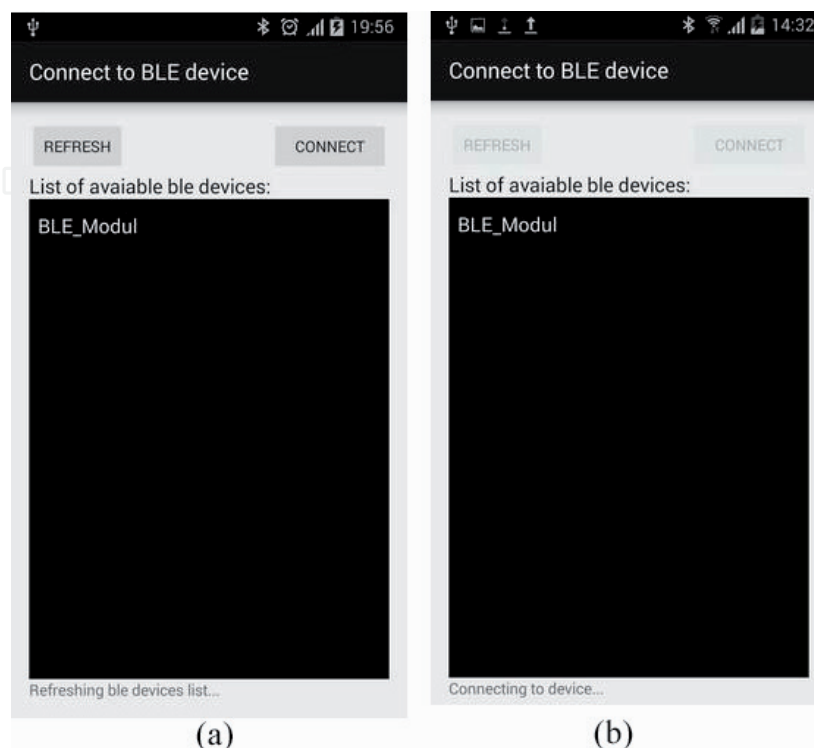 19:56
Connect to BLE device
REFRESH CONNECT
List of avaiable ble devices:
BLE_Modul
Refreshing ble devices list...
(a)
14:32
Connect to BLE device
REFRESH CONNECT
List of avaiable ble devices:
BLE_Modul
Connecting to device...
(b)